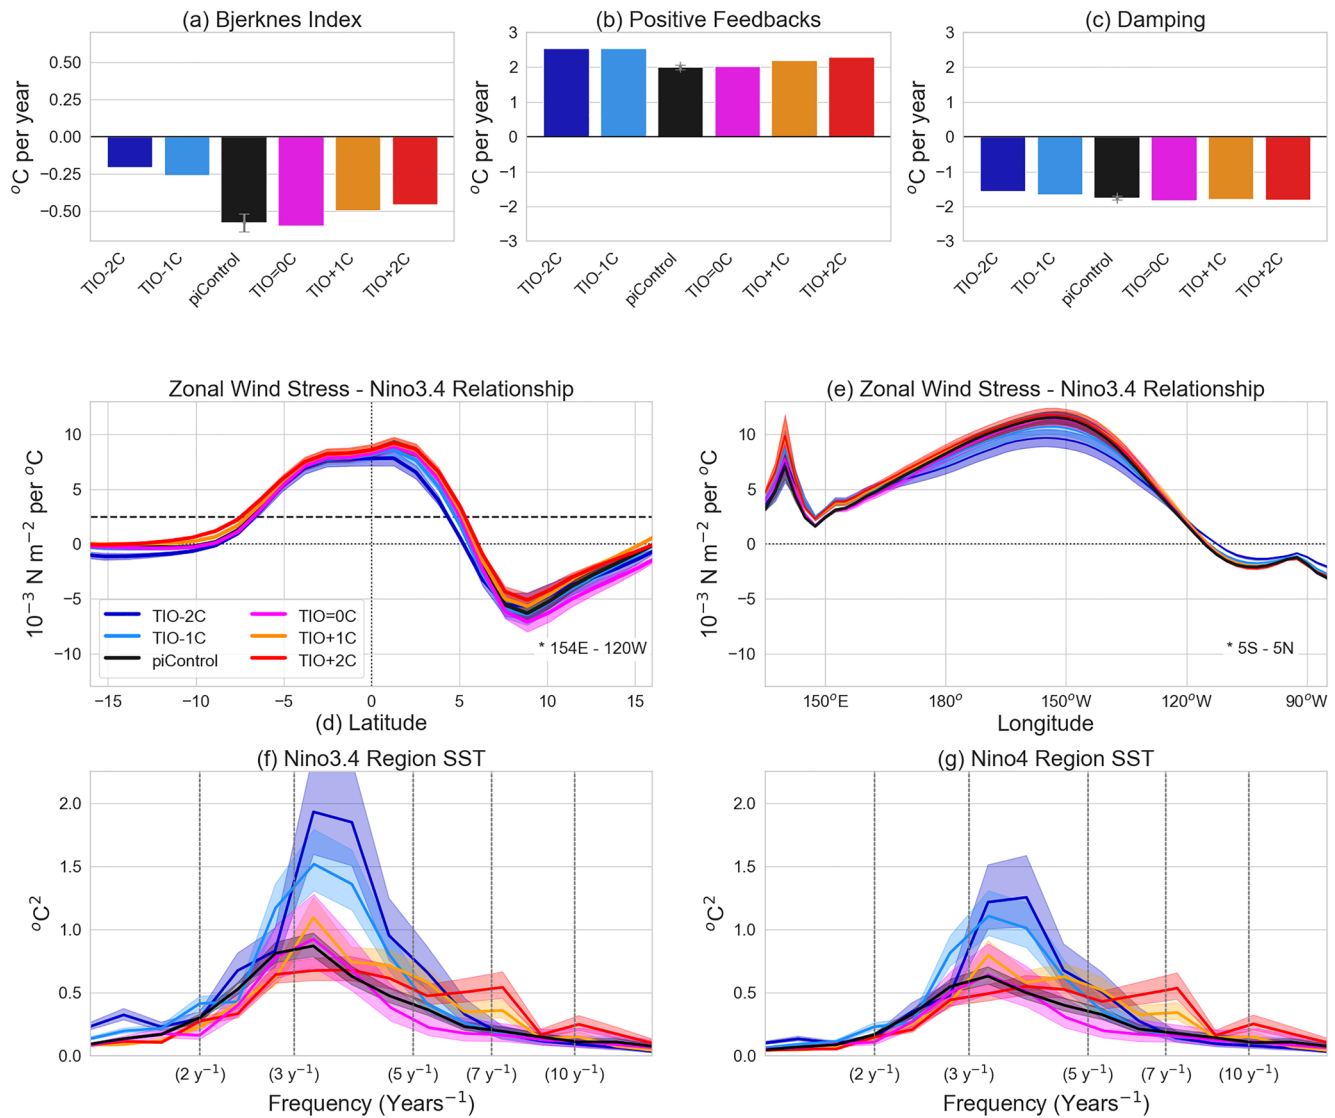 (a) Bjerknes Index
(b) Positive Feedbacks
(c) Damping
°C per year
0.50
0.25
0.00
−0.25
−0.50
TIO-2C
TIO-1C
piControl
TIO=0C
TIO+1C
TIO+2C
°C per year
3
2
1
0
−1
−2
−3
TIO-2C
TIO-1C
piControl
TIO=0C
TIO+1C
TIO+2C
°C per year
3
2
1
0
−1
−2
−3
TIO-2C
TIO-1C
piControl
TIO=0C
TIO+1C
TIO+2C
Zonal Wind Stress - Nino3.4 Relationship
10⁻³ N m⁻² per °C
10
5
0
−5
−10
TIO-2C
TIO-1C
piControl
TIO=0C
TIO+1C
TIO+2C
* 154E - 120W
−15
−10
−5
0
5
10
15
(d) Latitude
(e) Zonal Wind Stress - Nino3.4 Relationship
10⁻³ N m⁻² per °C
10
5
0
−5
−10
* 5S - 5N
150°E
180°
150°W
120°W
90°W
Longitude
(f) Nino3.4 Region SST
°C²
2.0
1.5
1.0
0.5
0.0
(2 y⁻¹)
(3 y⁻¹)
(5 y⁻¹)
(7 y⁻¹)
(10 y⁻¹)
Frequency (Years⁻¹)
(g) Nino4 Region SST
°C²
2.0
1.5
1.0
0.5
0.0
(2 y⁻¹)
(3 y⁻¹)
(5 y⁻¹)
(7 y⁻¹)
(10 y⁻¹)
Frequency (Years⁻¹)